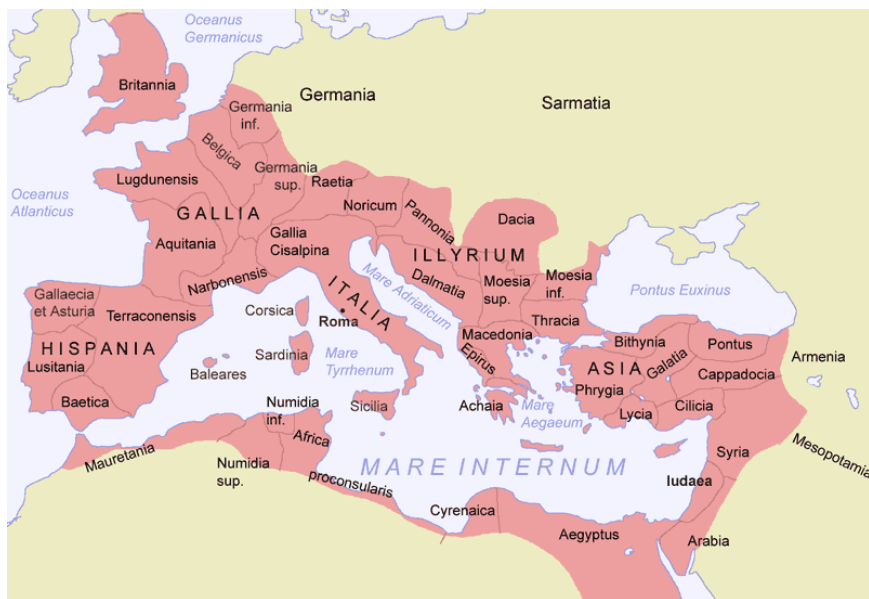 Oceanus
Germanicus
Britannia
Germania
Sarmatia
Germania
inf.
Belgica
Oceanus
Atlanticus
Lugdunensis
Germania
sup.
Raetia
GALLIA
Noricum
Pannonia
Dacia
Aquitania
Gallia
Cisalpina
ILLYRIUM
Narbonensis
Mare Adriaticum
Dalmatia
Moesia
sup.
Moesia
inf.
Pontus Euxinus
Gallaecia
et Asturia
Terraconensis
Corsica
ITALIA
Roma
Thracia
Macedonia
Bithynia
Pontus
Armenia
HISPANIA
Lusitania
Sardinia
Baleares
Mare
Tyrrhenum
Epirus
ASIA
Galatia
Phrygia
Cappadocia
Baetica
Numidia
inf.
Sicilia
Achaia
Mare
Aegaeum
Lycia
Cilicia
Mauretania
Africa
Numidia
sup.
proconsularis
MARE INTERNUM
Syria
Mesopotamia
Iudaea
Cyrenaica
Aegyptus
Arabia